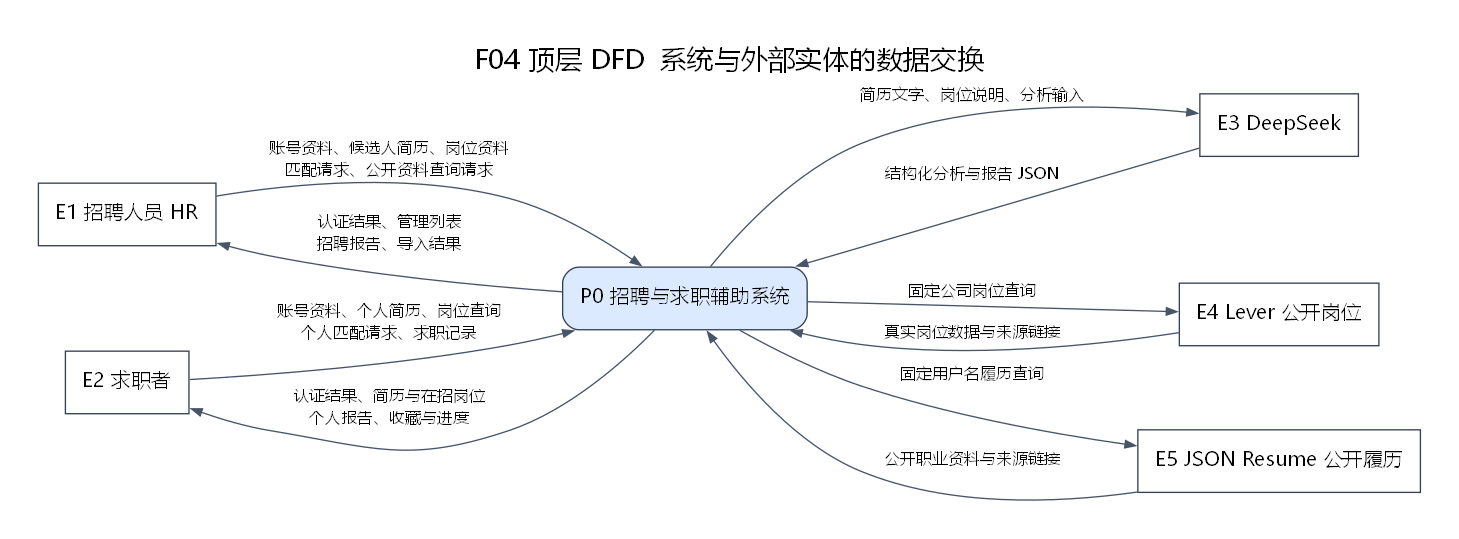 F04 顶层 DFD 系统与外部实体的数据交换
简历文字、岗位说明、分析输入
E3 DeepSeek
账号资料、候选人简历、岗位资料
匹配请求、公开资料查询请求
结构化分析与报告 JSON
E1 招聘人员 HR
认证结果、管理列表
招聘报告、导入结果
P0 招聘与求职辅助系统
固定公司岗位查询
E4 Lever 公开岗位
账号资料、个人简历、岗位查询
个人匹配请求、求职记录
真实岗位数据与来源链接
E2 求职者
固定用户名履历查询
认证结果、简历与在招岗位
个人报告、收藏与进度
公开职业资料与来源链接
E5 JSON Resume 公开履历